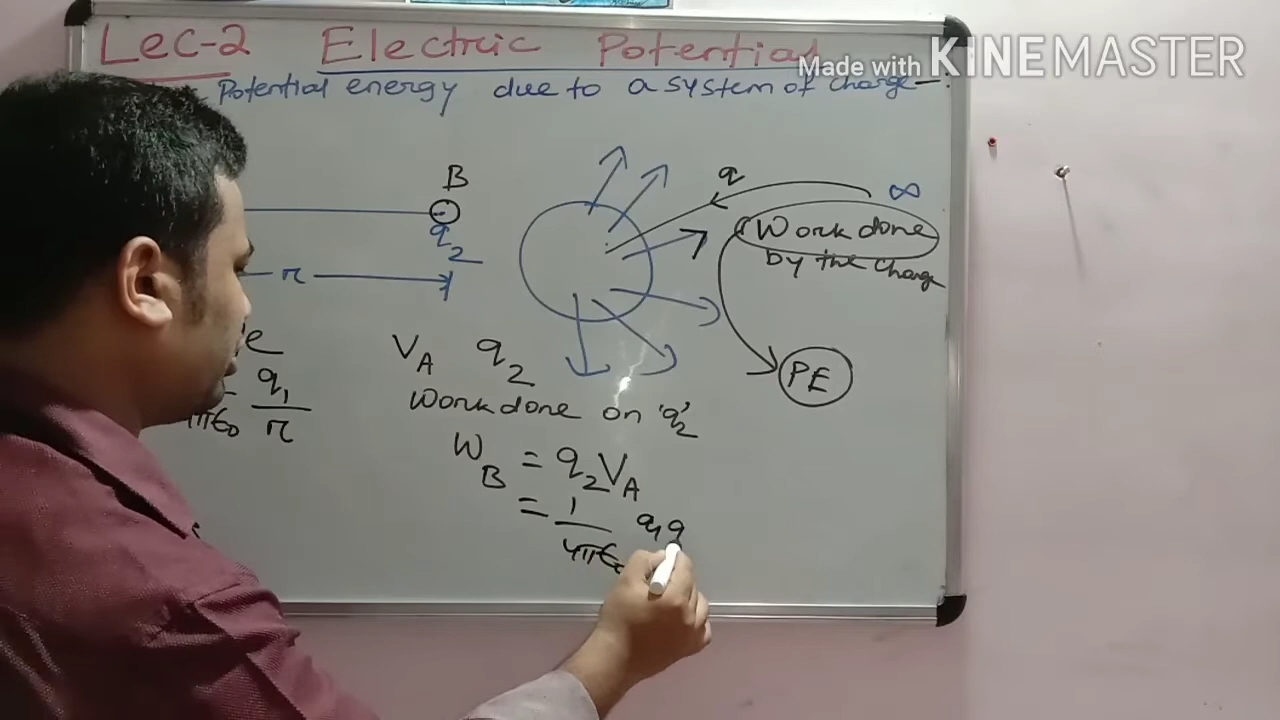 Lec-2 Electric Potential
Made with KINEMASTER
Potential energy due to a system of charge
B
q2
r
q
∞
Work done
by the charge
PE
q1
r
VA q2
Work done on 'q2'
WB = q2VA
= 1/4πϵ0 q1q